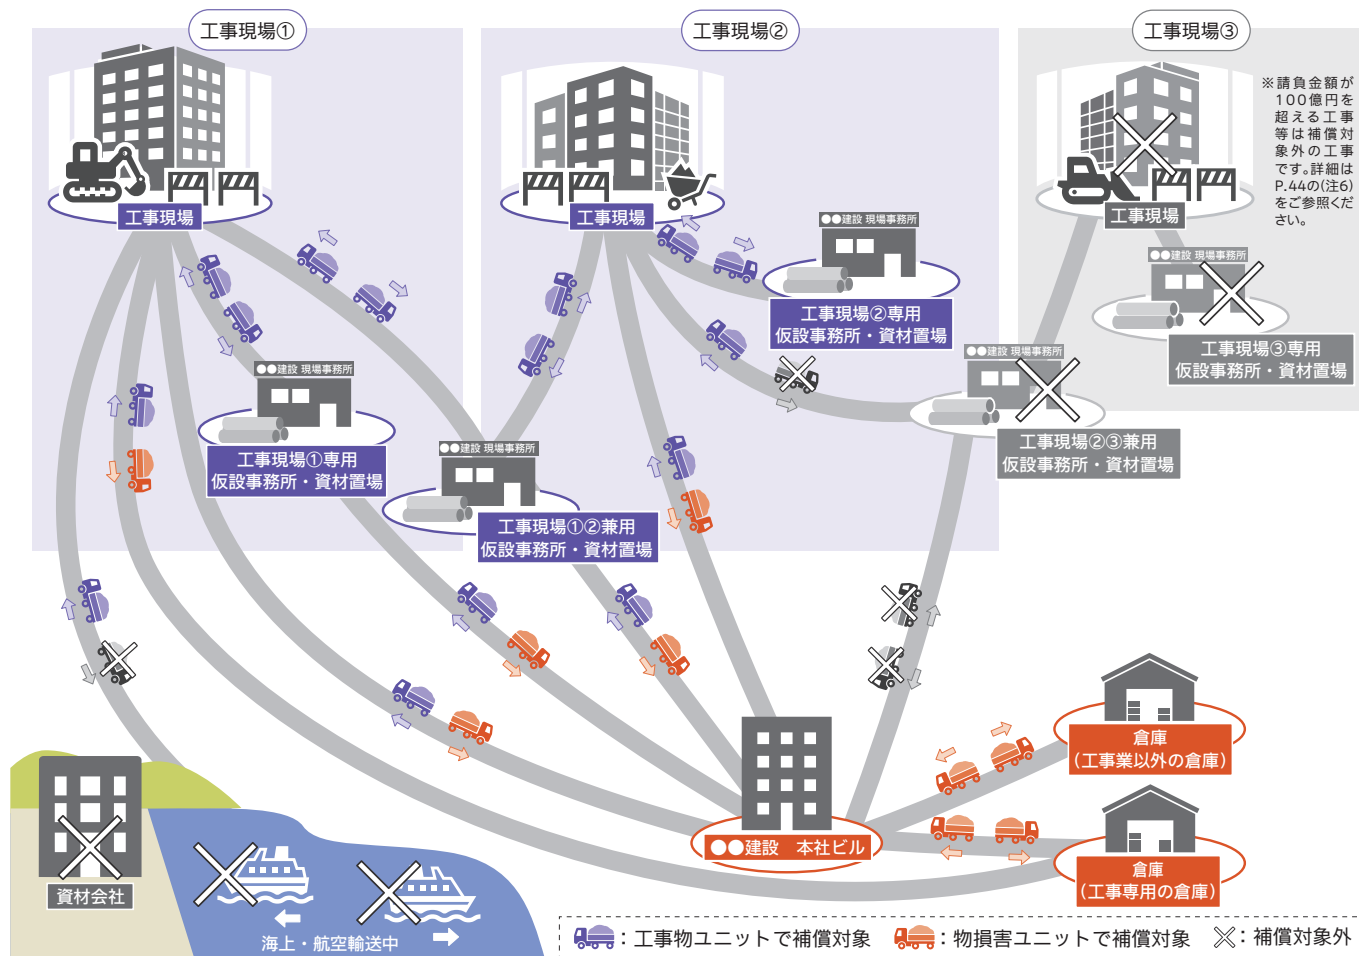 工事現場①
工事現場②
工事現場③
※請負金額が
100億円を
超える工事
等は補償対
象外の工事
です。詳細は
P.44の(注6)
をご参照くだ
さい。
工事現場
工事現場
工事現場
●●建設 現場事務所
工事現場②専用
仮設事務所・資材置場
●●建設 現場事務所
工事現場③専用
仮設事務所・資材置場
●●建設 現場事務所
工事現場②③兼用
仮設事務所・資材置場
●●建設 現場事務所
工事現場①専用
仮設事務所・資材置場
●●建設 現場事務所
工事現場①②兼用
仮設事務所・資材置場
倉庫
(工事業以外の倉庫)
●●建設　本社ビル
倉庫
(工事専用の倉庫)
資材会社
海上・航空輸送中
：工事物ユニットで補償対象
：物損害ユニットで補償対象
：補償対象外